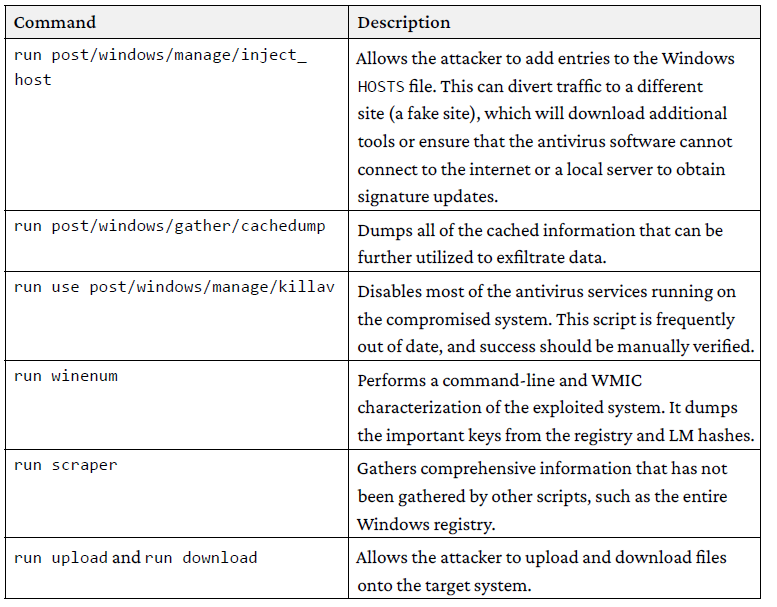 Command
Description
run post/windows/manage/inject_
host
Allows the attacker to add entries to the Windows
HOSTS file. This can divert traffic to a different
site (a fake site), which will download additional
tools or ensure that the antivirus software cannot
connect to the internet or a local server to obtain
signature updates.
run post/windows/gather/cachedump
Dumps all of the cached information that can be
further utilized to exfiltrate data.
run use post/windows/manage/killav
Disables most of the antivirus services running on
the compromised system. This script is frequently
out of date, and success should be manually verified.
run winenum
Performs a command-line and WMIC
characterization of the exploited system. It dumps
the important keys from the registry and LM hashes.
run scraper
Gathers comprehensive information that has not
been gathered by other scripts, such as the entire
Windows registry.
run upload and run download
Allows the attacker to upload and download files
onto the target system.